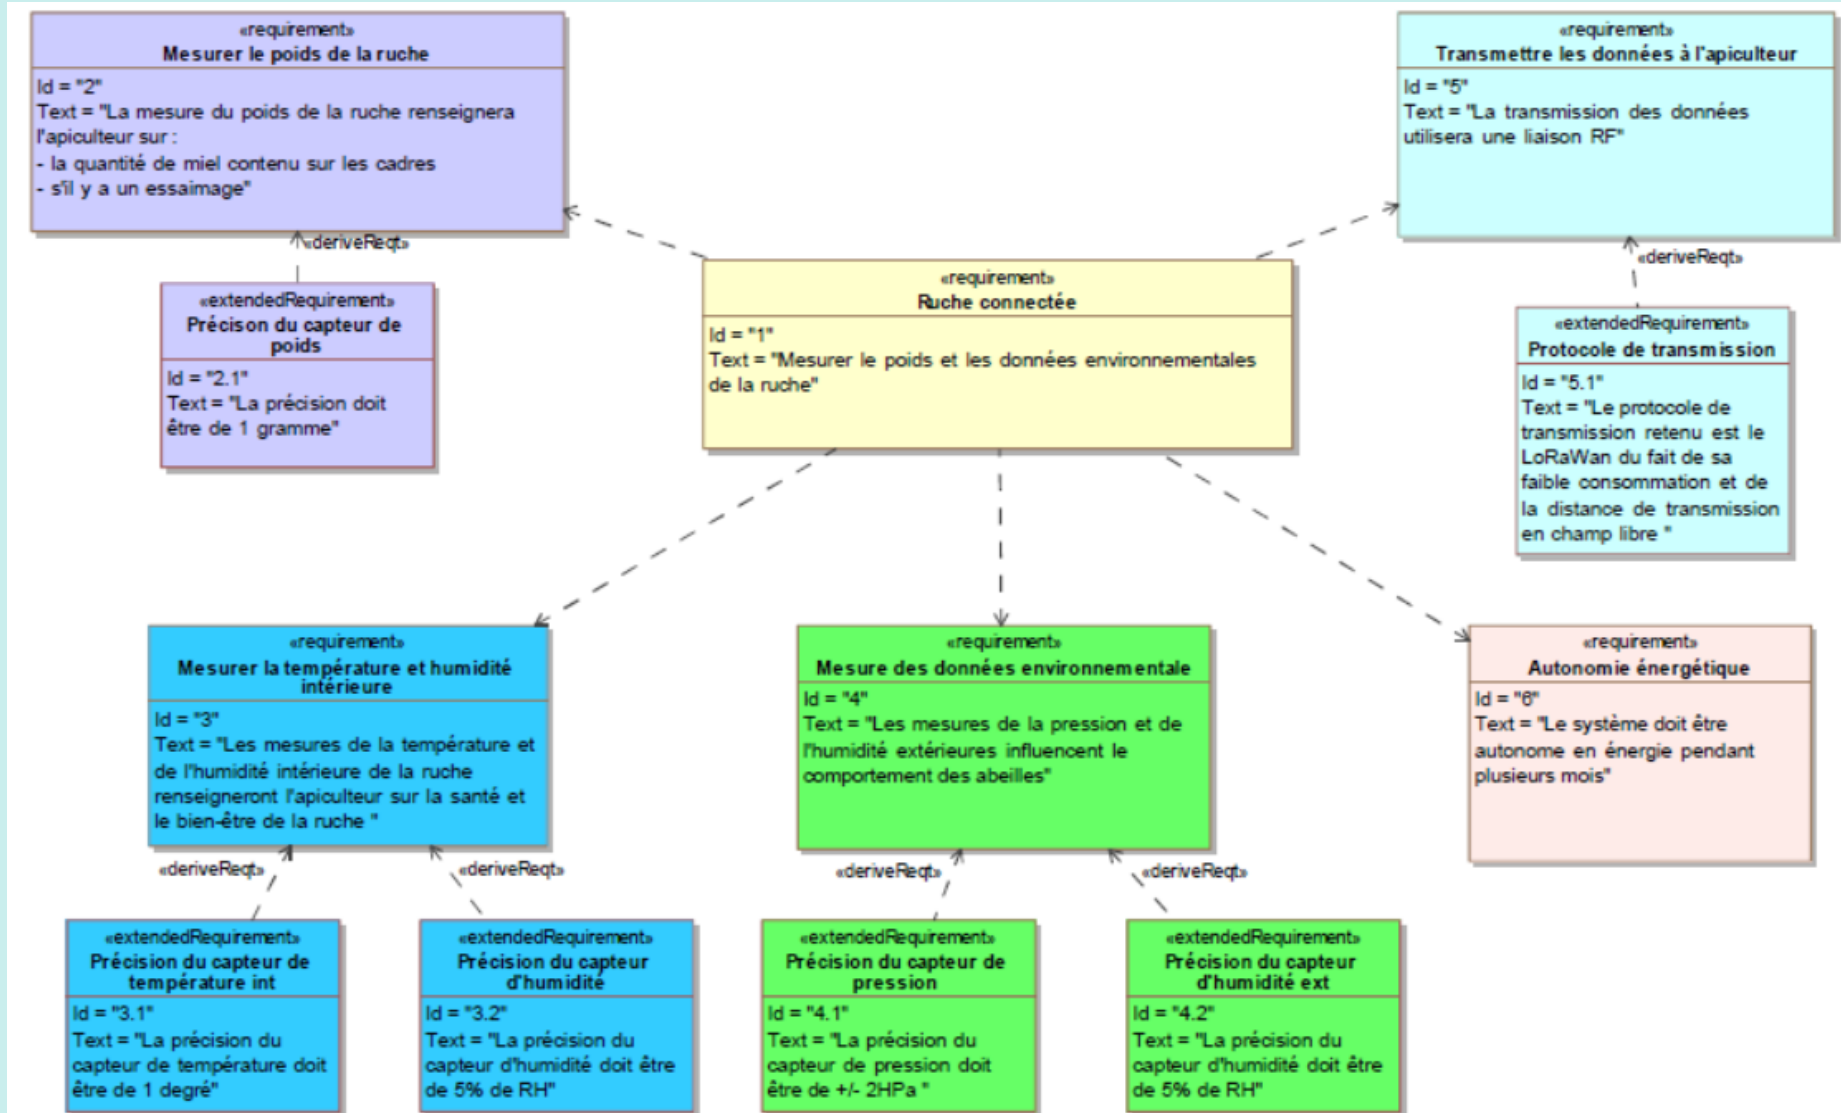 «requirement»
Mesurer le poids de la ruche
Id = "2"
Text = "La mesure du poids de la ruche renseignera
l'apiculteur sur :
- la quantité de miel contenu sur les cadres
- s'il y a un essaimage"
«deriveReqt»
«extendedRequirement»
Précison du capteur de
poids
Id = "2.1"
Text = "La précision doit
être de 1 gramme"
«requirement»
Ruche connectée
Id = "1"
Text = "Mesurer le poids et les données environnementales
de la ruche"
«requirement»
Transmettre les données à l'apiculteur
Id = "5"
Text = "La transmission des données
utilisera une liaison RF"
«deriveReqt»
«extendedRequirement»
Protocole de transmission
Id = "5.1"
Text = "Le protocole de
transmission retenu est le
LoRaWan du fait de sa
faible consommation et de
la distance de transmission
en champ libre "
«requirement»
Mesurer la température et humidité
intérieure
Id = "3"
Text = "Les mesures de la température et
de l'humidité intérieure de la ruche
renseigneront l'apiculteur sur la santé et
le bien-être de la ruche "
«requirement»
Mesure des données environnementale
Id = "4"
Text = "Les mesures de la pression et de
l'humidité extérieures influencent le
comportement des abeilles"
«requirement»
Autonomie énergétique
Id = "6"
Text = "Le système doit être
autonome en énergie pendant
plusieurs mois"
«deriveReqt»
«deriveReqt»
«deriveReqt»
«deriveReqt»
«extendedRequirement»
Précision du capteur de
température int
Id = "3.1"
Text = "La précision du
capteur de température doit
être de 1 degré"
«extendedRequirement»
Précision du capteur
d'humidité
Id = "3.2"
Text = "La précision du
capteur d'humidité doit être
de 5% de RH"
«extendedRequirement»
Précision du capteur de
pression
Id = "4.1"
Text = "La précision du
capteur de pression doit
être de +/- 2HPa "
«extendedRequirement»
Précision du capteur
d'humidité ext
Id = "4.2"
Text = "La précision du
capteur d'humidité doit être
de 5% de RH"